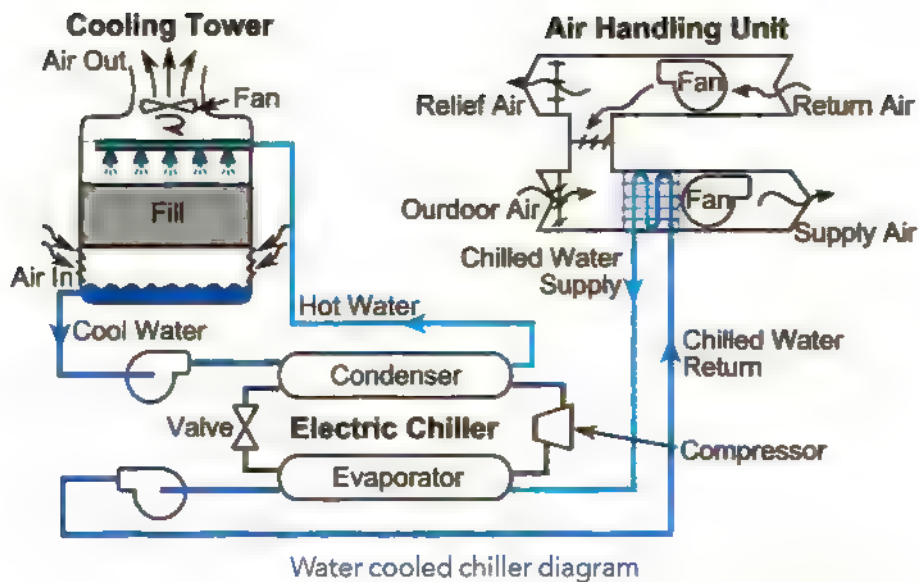 Cooling Tower
Air Out
Fan
Fill
Air In
Cool Water
Hot Water
Condenser
Valve
Electric Chiller
Compressor
Evaporator
Air Handling Unit
Relief Air
Fan
Return Air
Ourdoor Air
Fan
Supply Air
Chilled Water
Supply
Chilled Water
Return
Water cooled chiller diagram